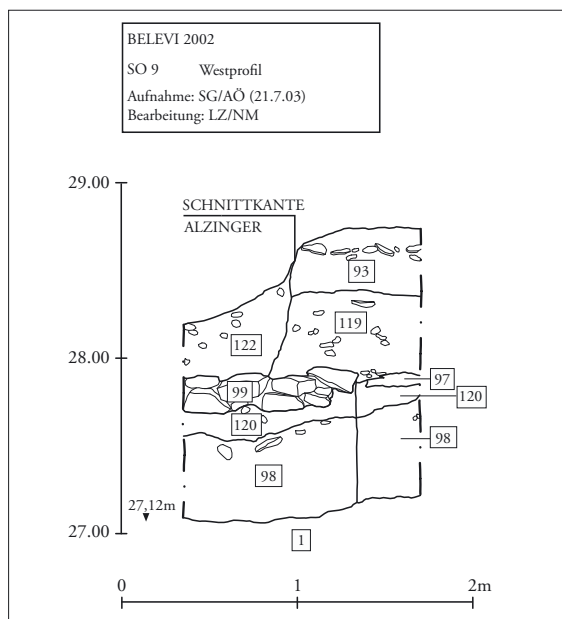 BELEVI 2002
SO 9 Westprofil
Aufnahme: SG/AÖ (21.7.03)
Bearbeitung: LZ/NM
29.00
SCHNITTKANTE
ALZINGER
93
119
122
28.00
97
99
120
120
98
98
27,12m
27.00
1
0 1 2m